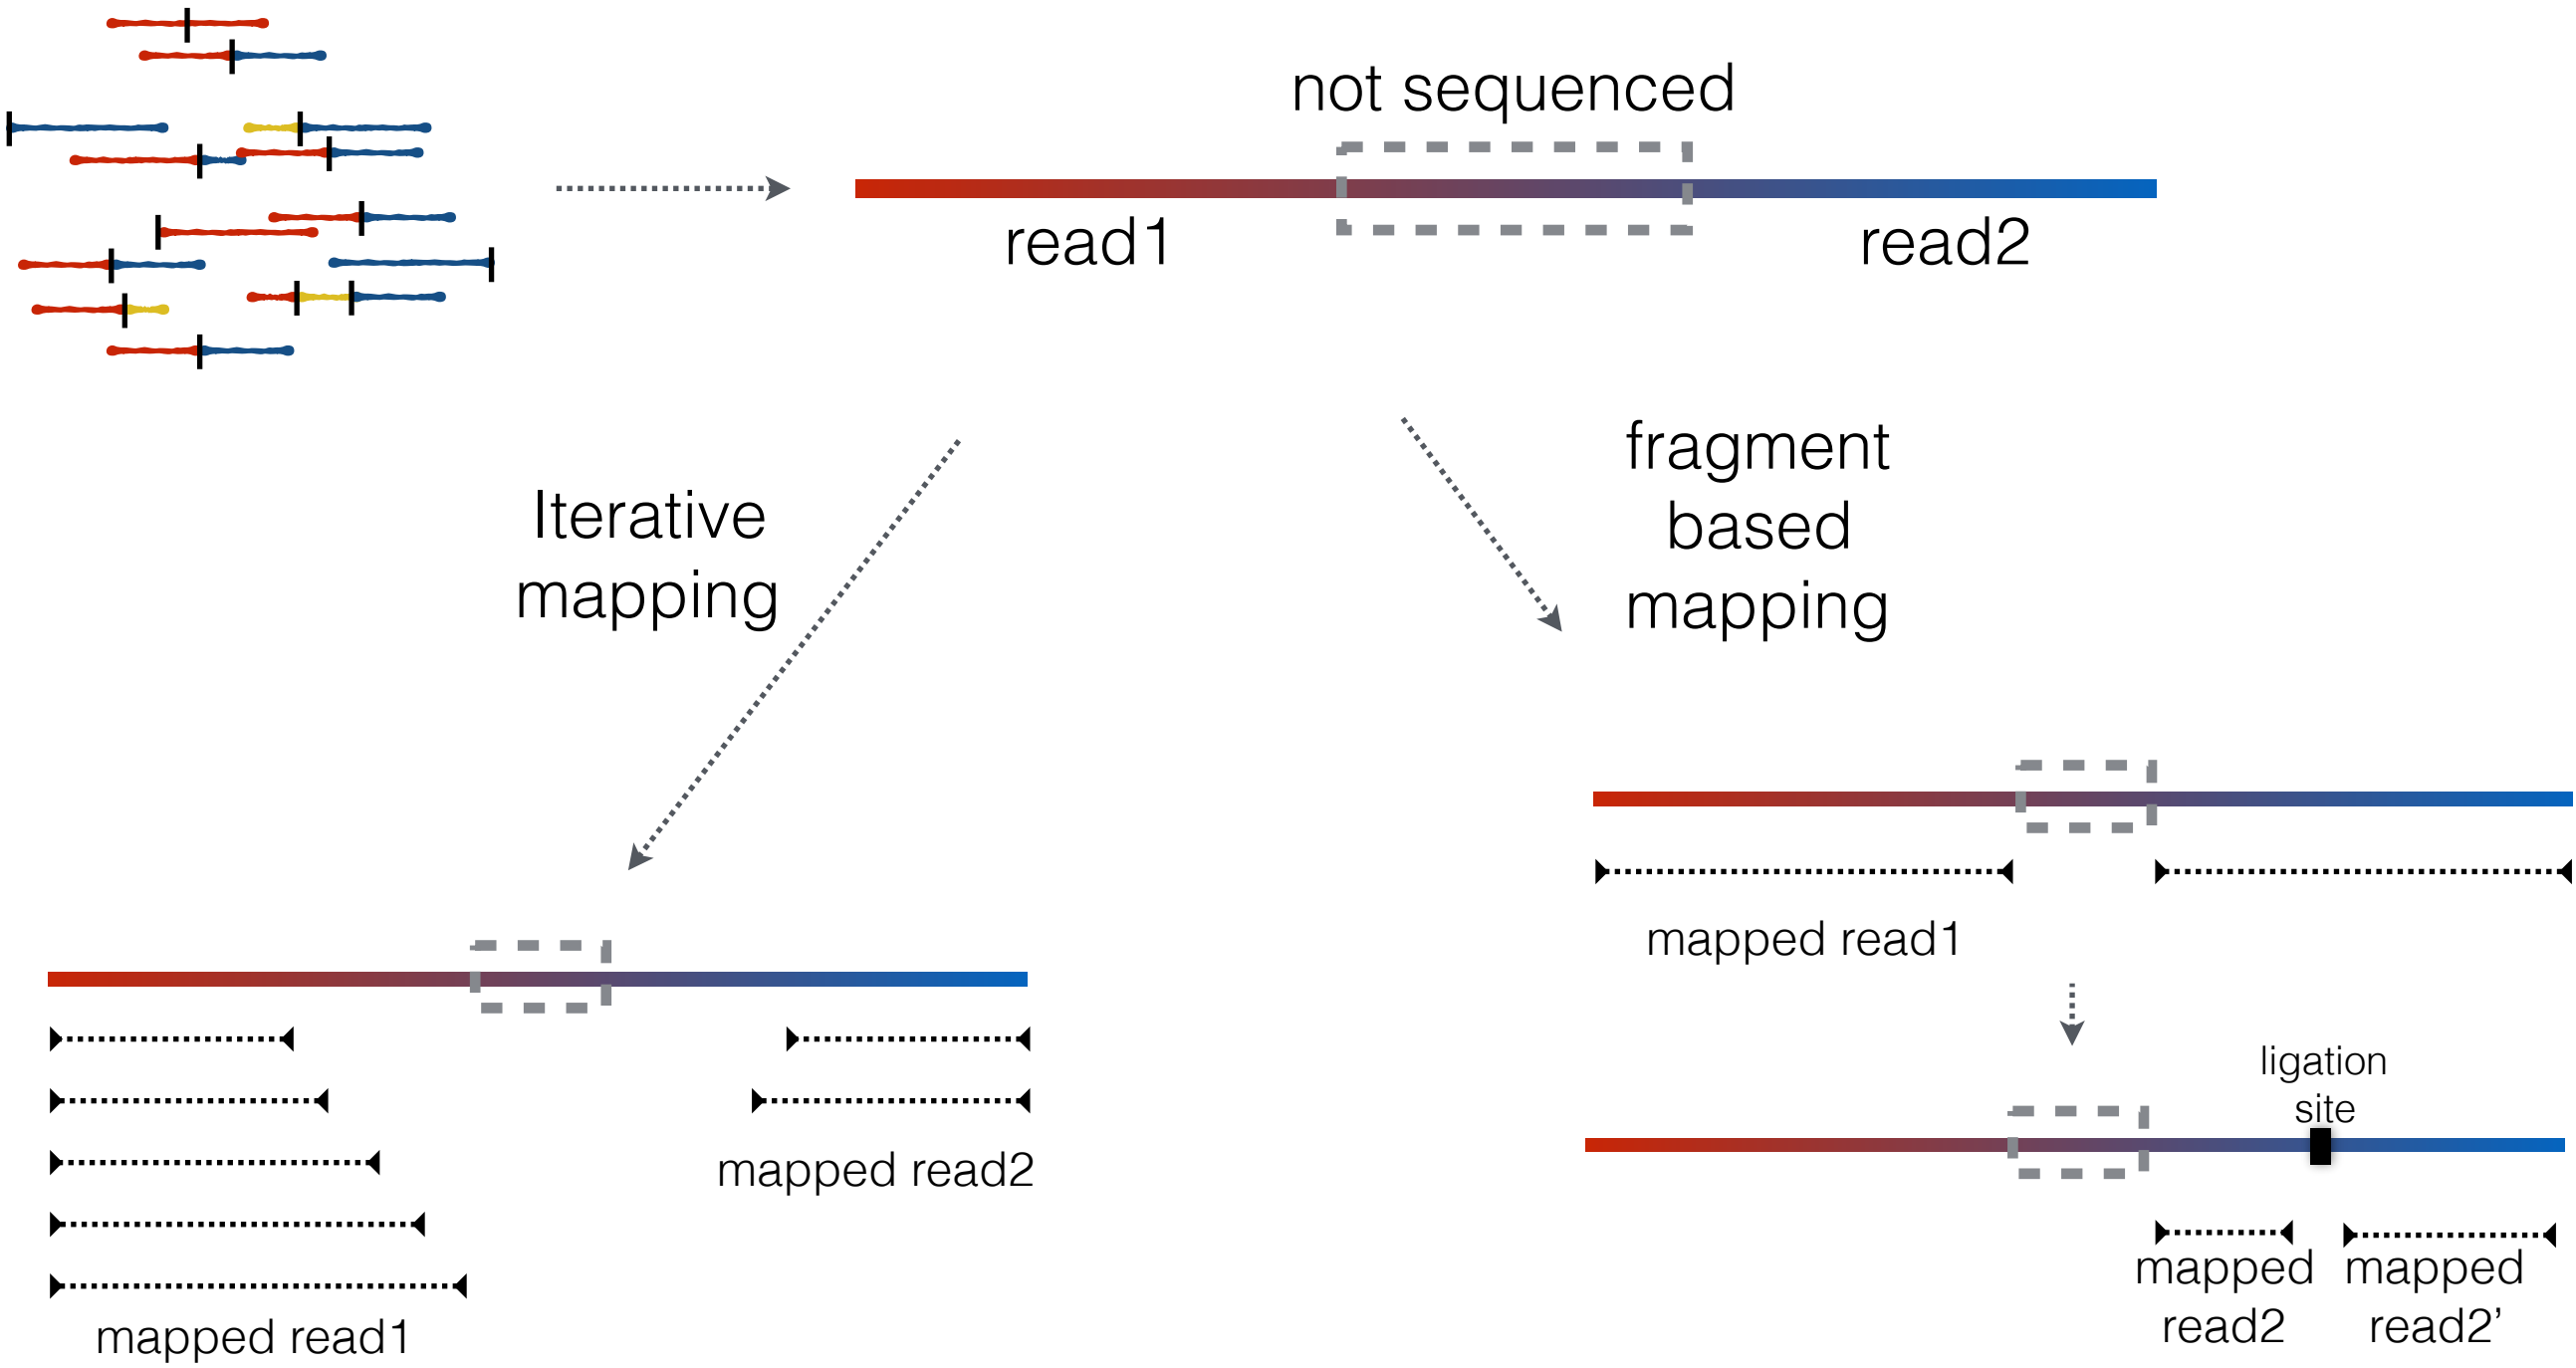 not sequenced
read1
read2
Iterative
mapping
fragment
based
mapping
mapped read1
mapped read2
mapped read1
ligation
site
mapped
read2
mapped
read2’